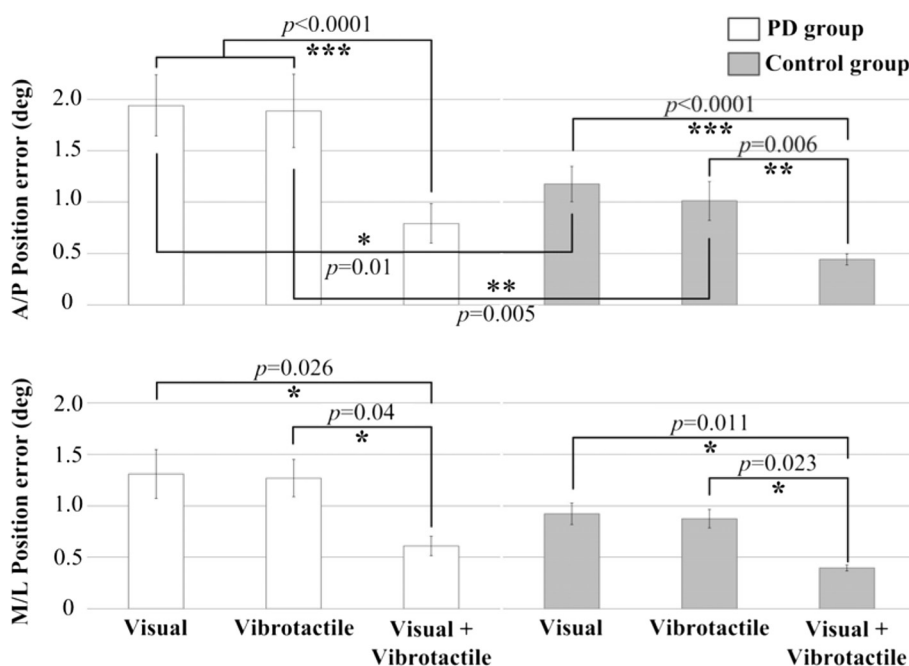 p<0.0001
***
PD group
Control group
A/P Position error (deg)
2.0
1.5
1.0
0.5
0
p<0.0001
***
p=0.006
**
*
p=0.01
**
p=0.005
M/L Position error (deg)
2.0
1.5
1.0
0.5
0
p=0.026
*
p=0.04
*
p=0.011
*
p=0.023
*
Visual
Vibrotactile
Visual +
Vibrotactile
Visual
Vibrotactile
Visual +
Vibrotactile